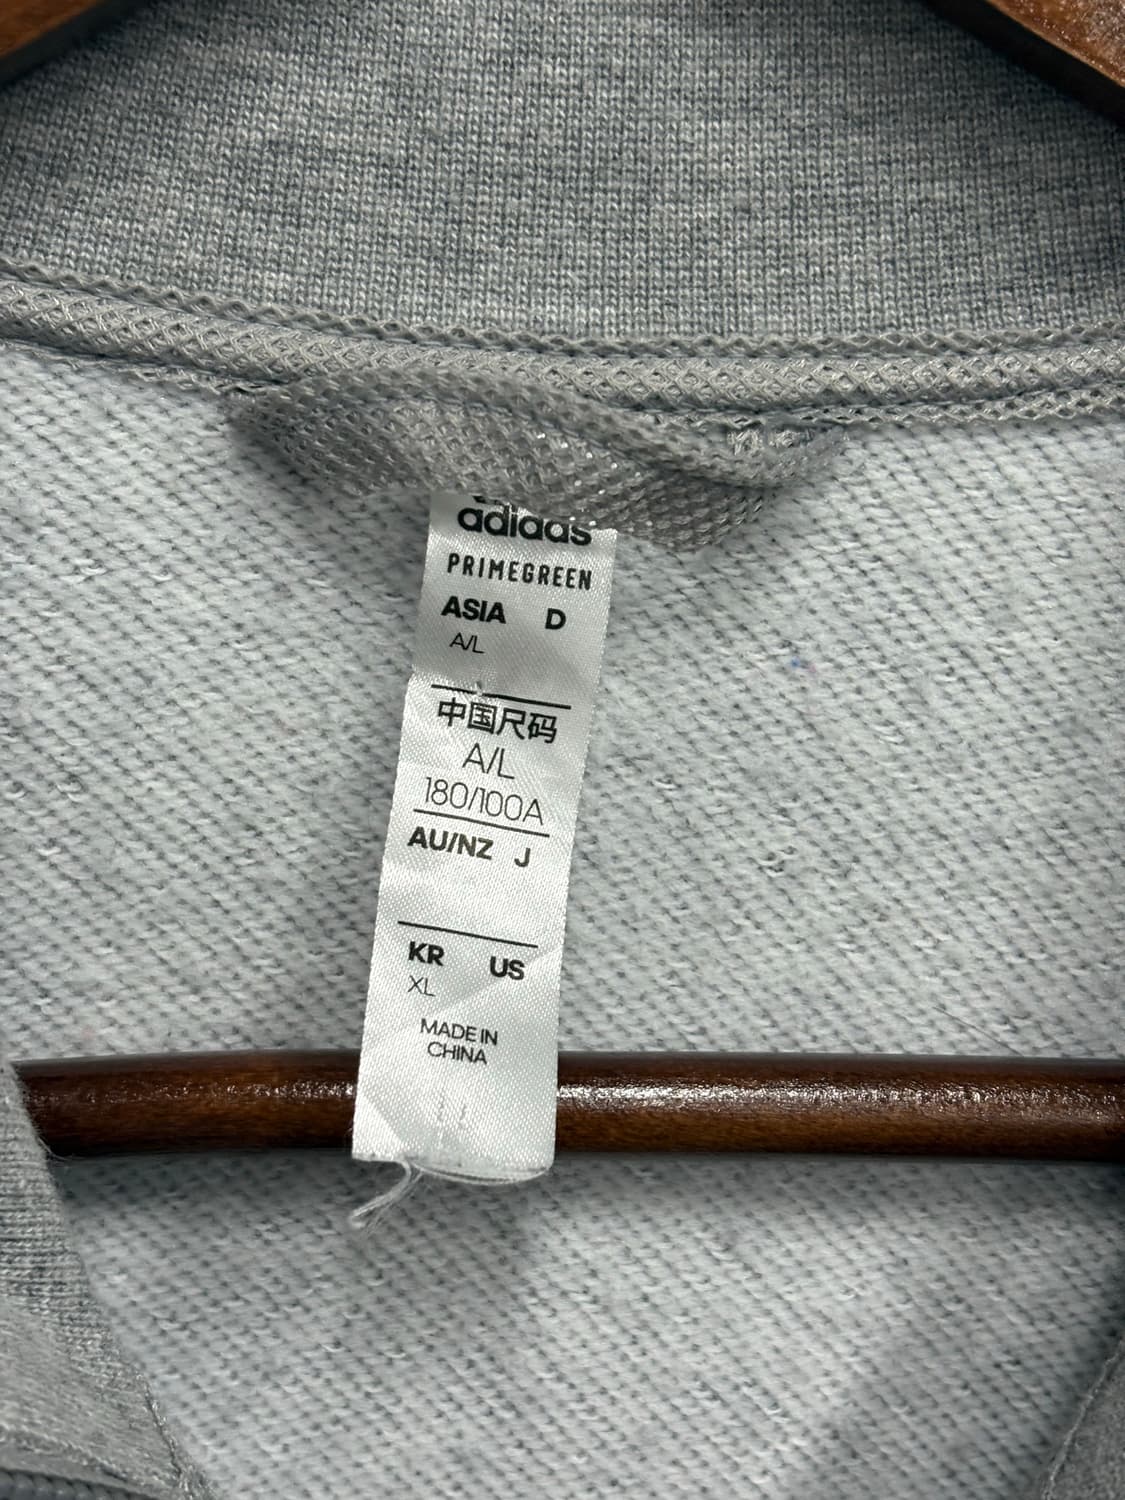 adidas
PRIMEGREEN
ASIA D
A/L
中国尺码
A/L
180/100A
AU/NZ J
KR US
XL
MADE IN
CHINA